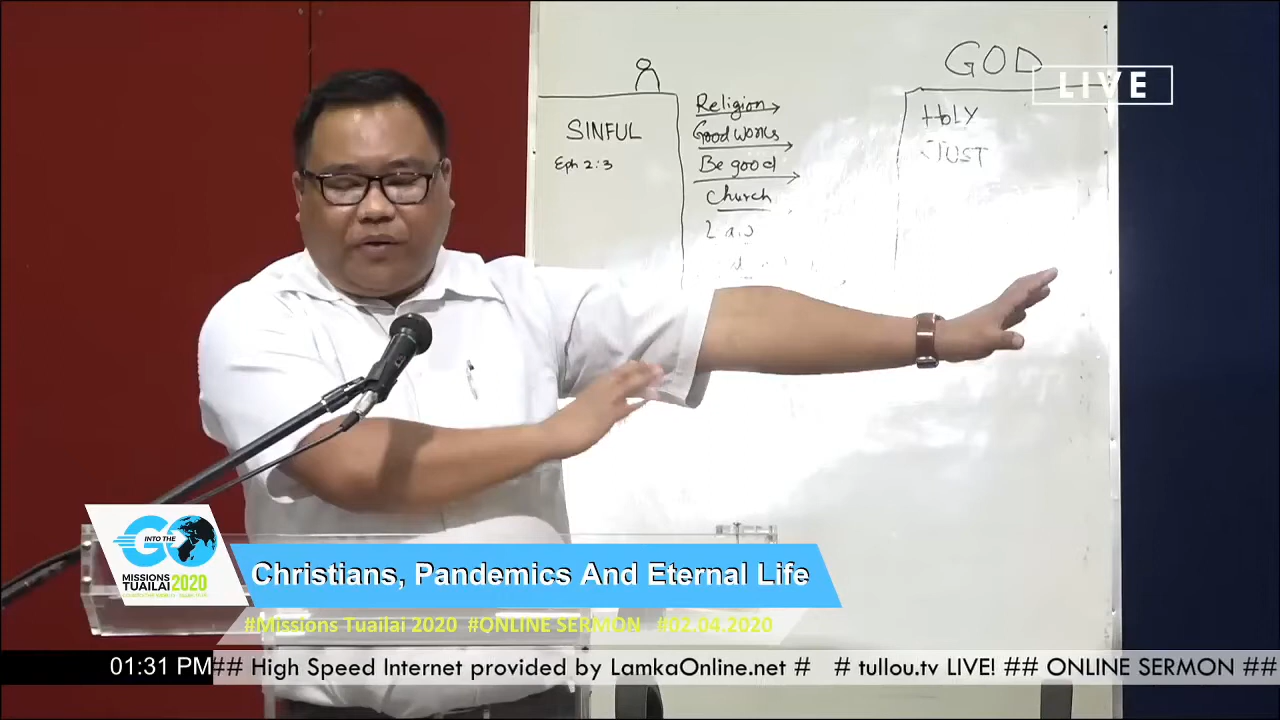 GOD
LIVE
SINFUL
Eph 2:3
Religion
Good works
Be good
Church
Law
HOLY
JUST
INTO THE
GO
MISSIONS
TUAILAI 2020
Christians, Pandemics And Eternal Life
#Missions Tuailai 2020 #ONLINE SERMON #02.04.2020
01:31 PM ## High Speed Internet provided by LamkaOnline.net # # tullou.tv LIVE! ## ONLINE SERMON ##